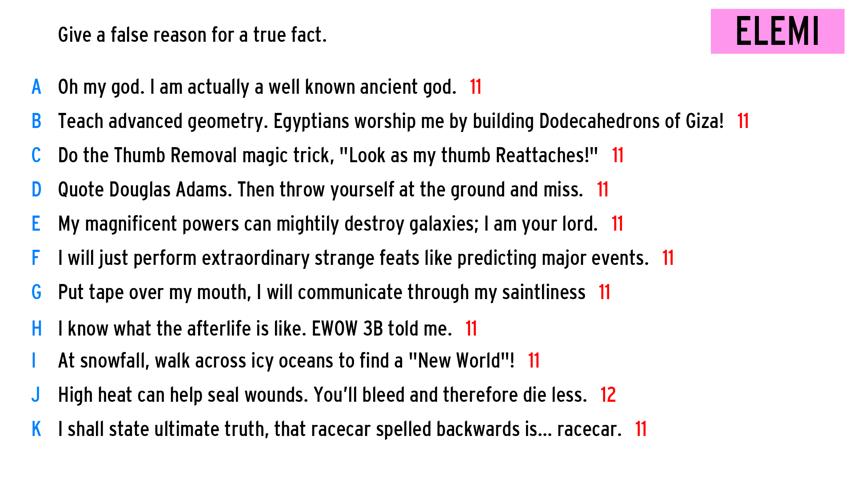 Give a false reason for a true fact.
ELEMI
A Oh my god. I am actually a well known ancient god. 11
B Teach advanced geometry. Egyptians worship me by building Dodecahedrons of Giza! 11
C Do the Thumb Removal magic trick, "Look as my thumb Reattaches!" 11
D Quote Douglas Adams. Then throw yourself at the ground and miss. 11
E My magnificent powers can mightily destroy galaxies; I am your lord. 11
F I will just perform extraordinary strange feats like predicting major events. 11
G Put tape over my mouth, I will communicate through my saintliness 11
H I know what the afterlife is like. EWOW 3B told me. 11
I At snowfall, walk across icy oceans to find a "New World"! 11
J High heat can help seal wounds. You'll bleed and therefore die less. 12
K I shall state ultimate truth, that racecar spelled backwards is... racecar. 11